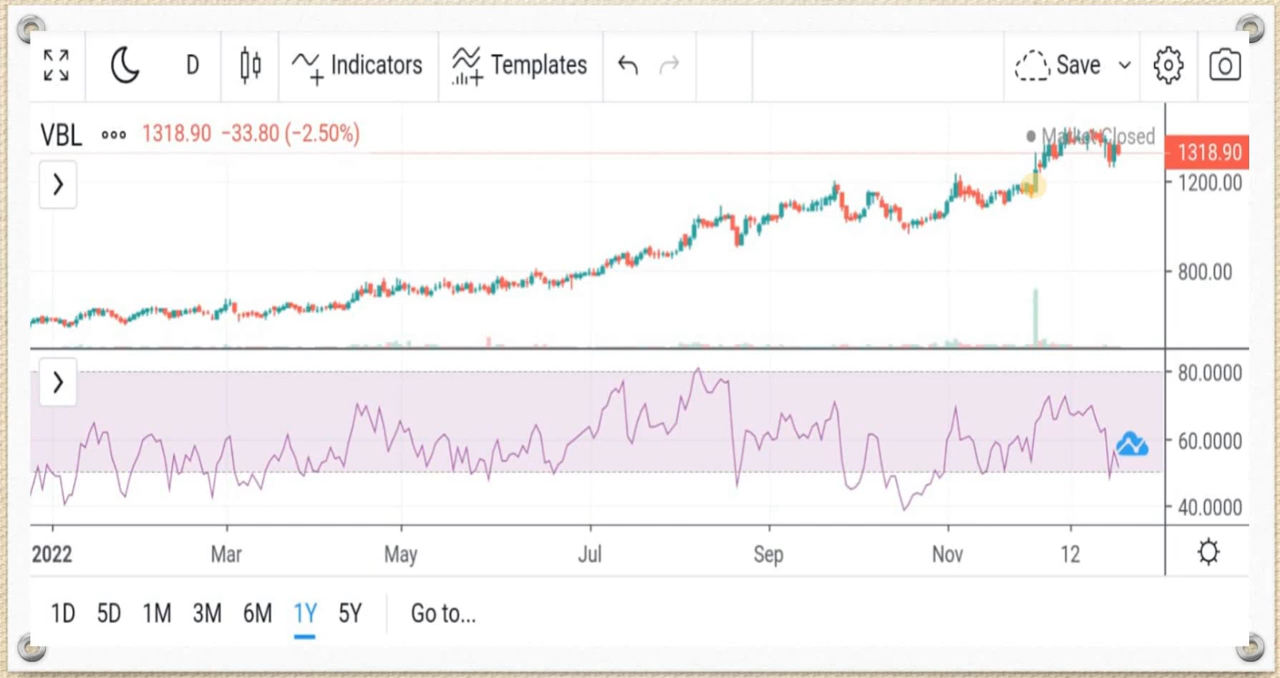 D Indicators Templates Save
VBL 1318.90 −33.80 (−2.50%)
Market Closed
1318.90
1200.00
800.00
80.0000
60.0000
40.0000
2022 Mar May Jul Sep Nov 12
1D 5D 1M 3M 6M 1Y 5Y Go to...